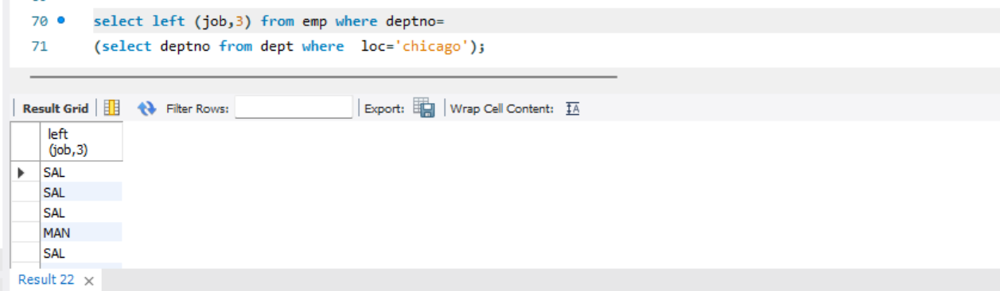 70 select left (job,3) from emp where deptno=
71 (select deptno from dept where  loc='chicago');
Result Grid Filter Rows: Export: Wrap Cell Content: IA
left
(job,3)
SAL
SAL
SAL
MAN
SAL
Result 22 ×